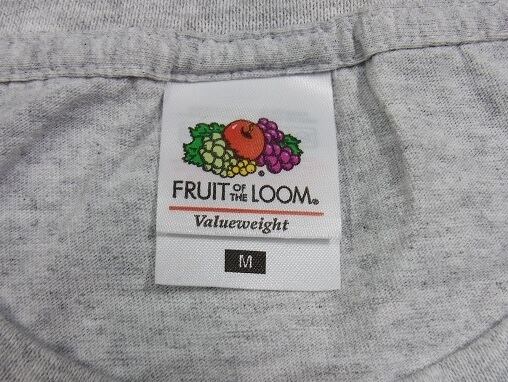 FRUIT OF THE LOOM®
Valueweight
M